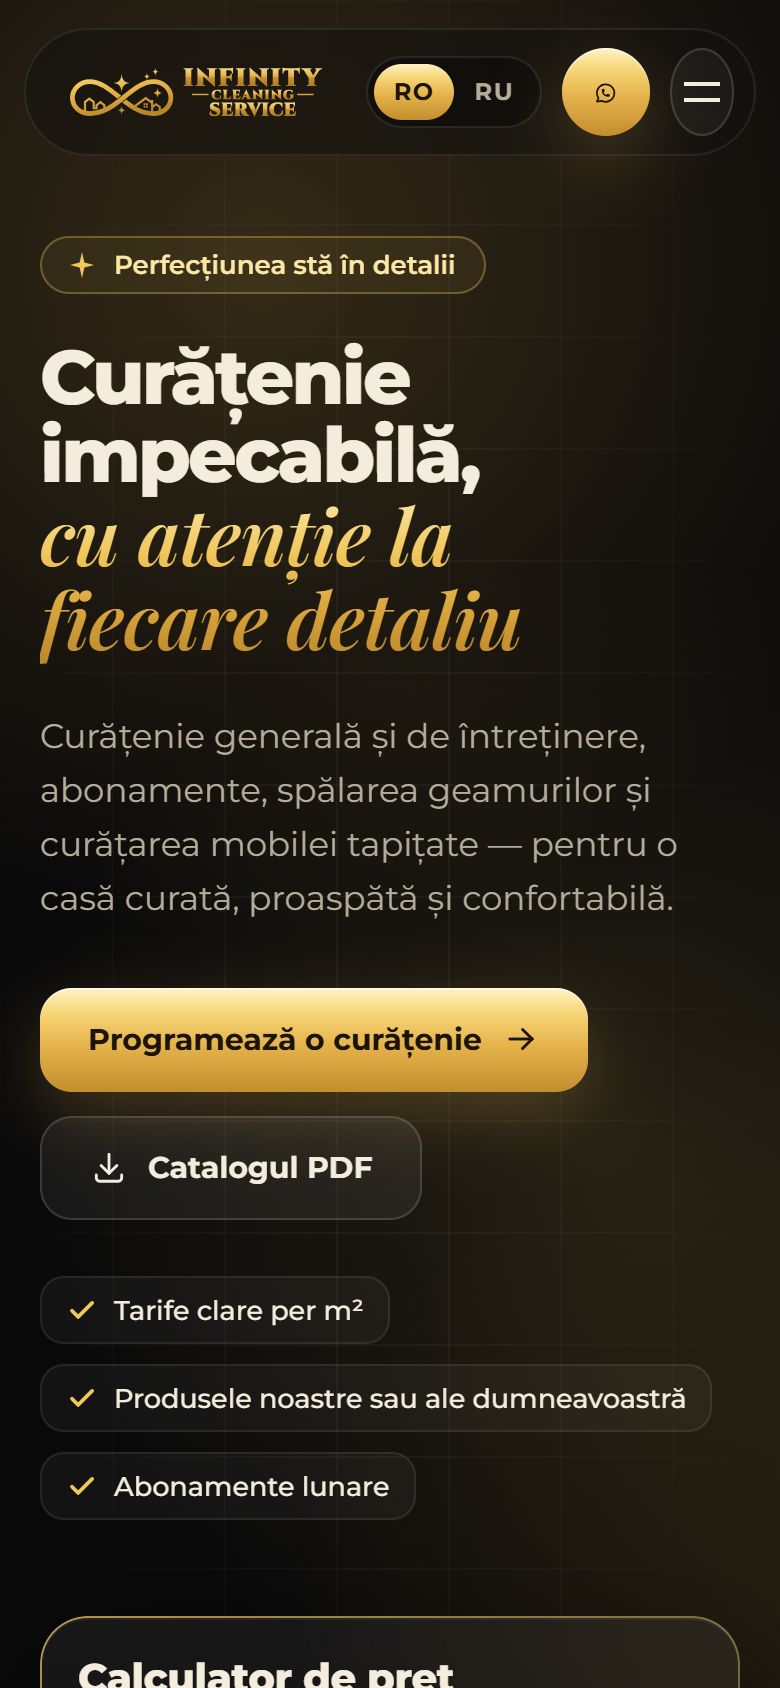 INFINITY
CLEANING
SERVICE
RO RU
Perfecțiunea stă în detalii
Curățenie
impecabilă,
cu atenție la
fiecare detaliu
Curățenie generală și de întreținere,
abonamente, spălarea geamurilor și
curățarea mobilei tapițate — pentru o
casă curată, proaspătă și confortabilă.
Programează o curățenie
Catalogul PDF
Tarife clare per m²
Produsele noastre sau ale dumneavoastră
Abonamente lunare
Calculator de preț